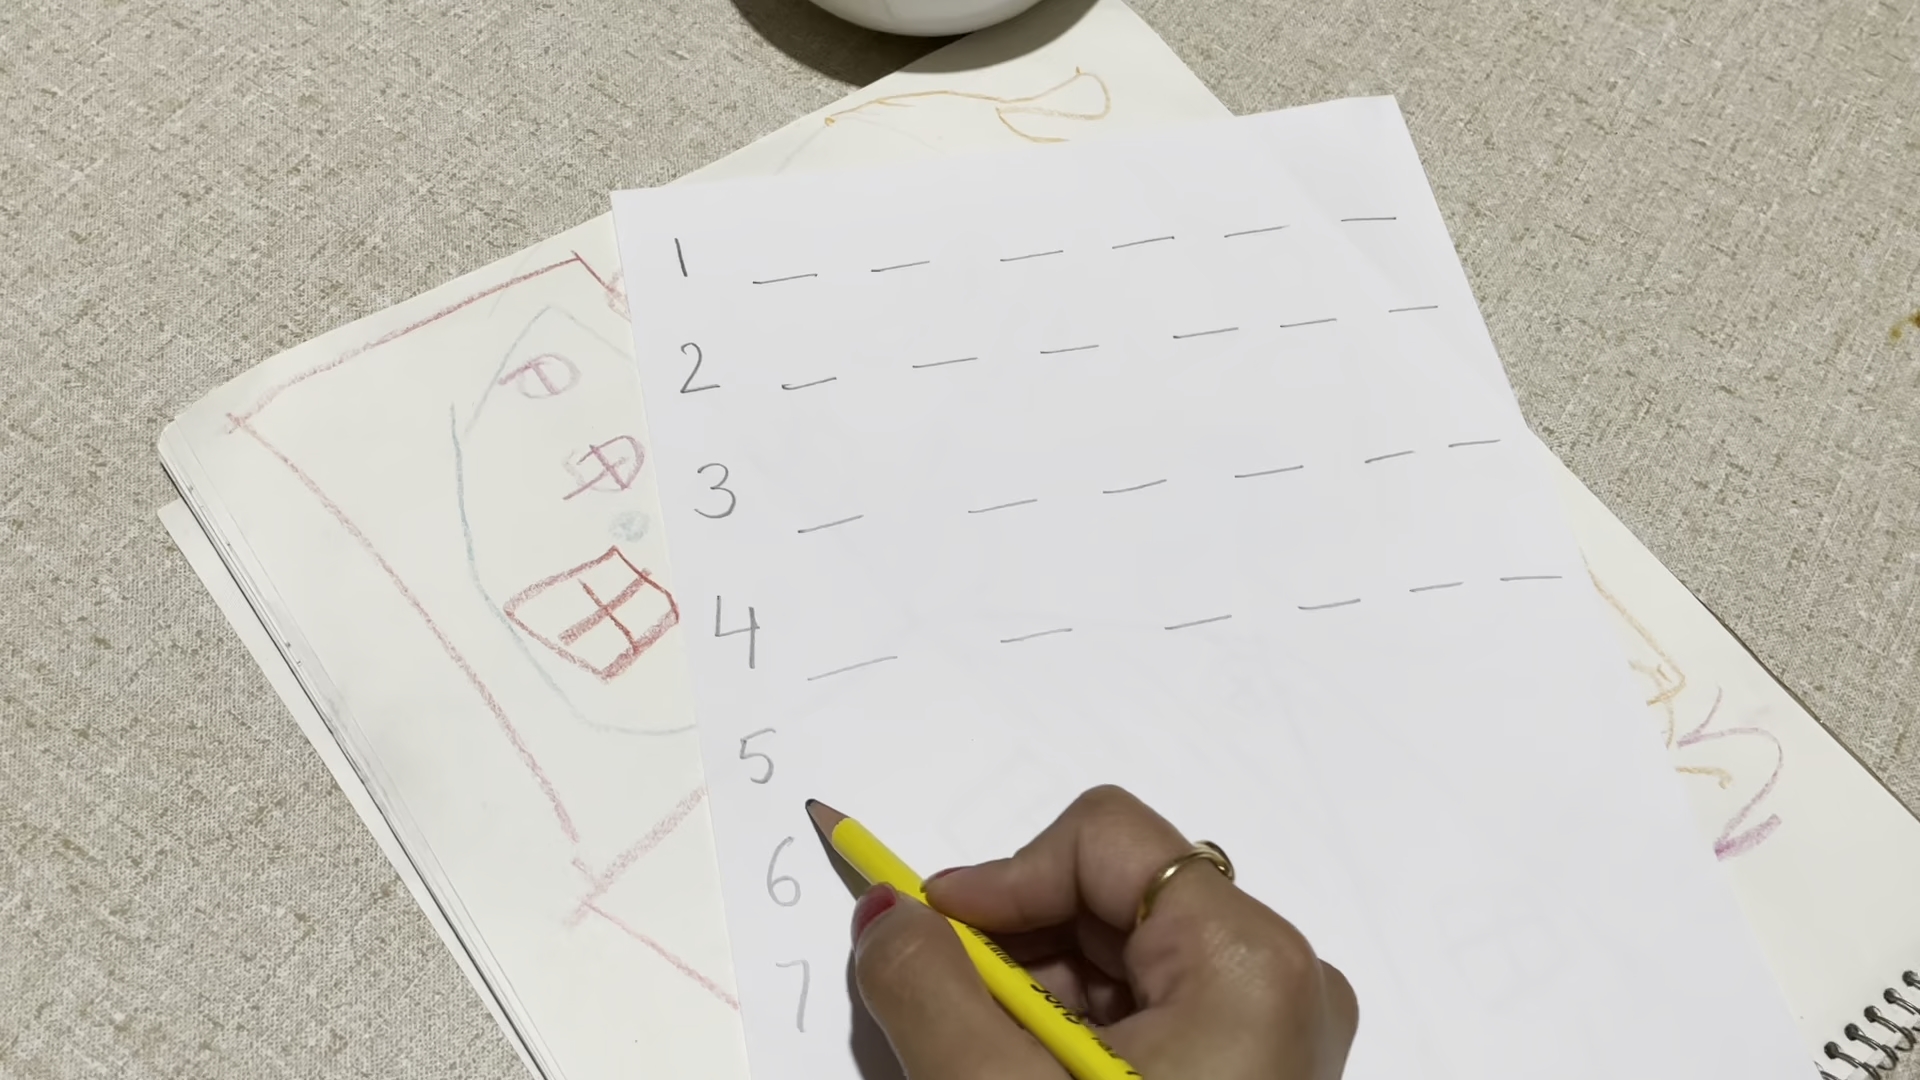 1 _ _ _ _ _ _
2 _ _ _ _ _ _
3 _ _ _ _ _ _
4 _ _ _ _ _ _
5
6
7